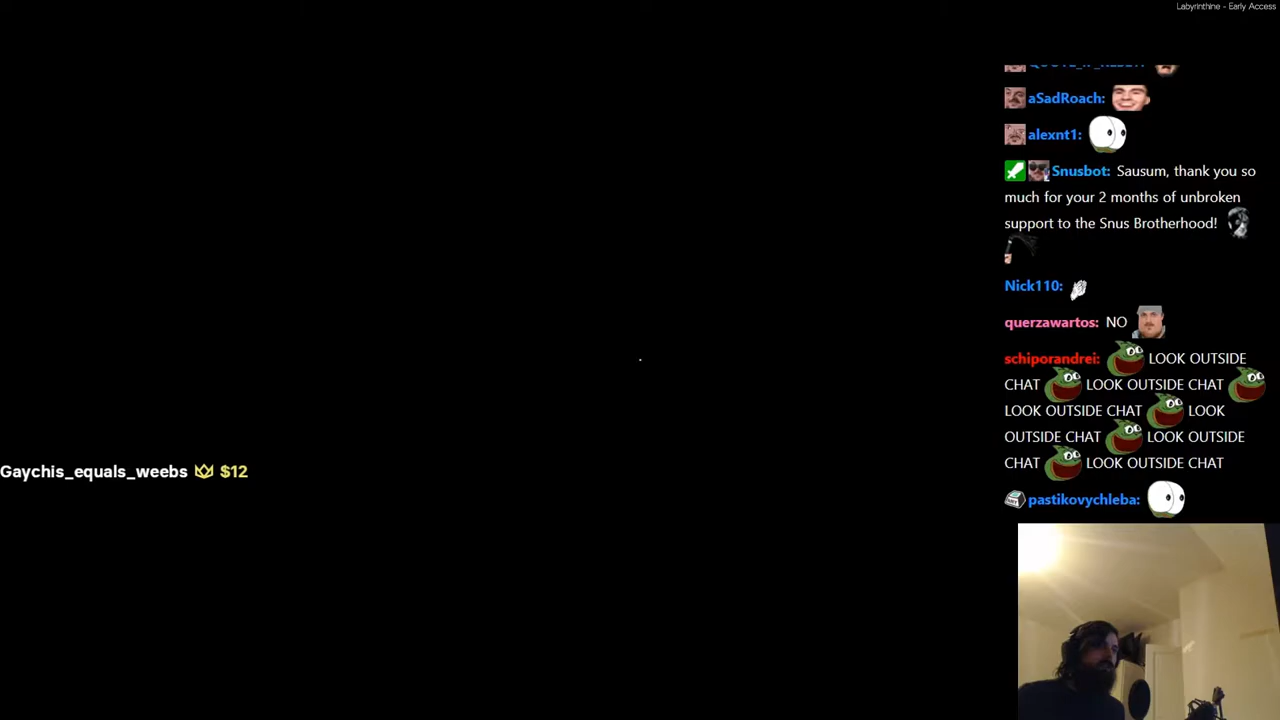 Labyrinthine - Early Access
aSadRoach:
alexnt1:
Snusbot: Sausum, thank you so
much for your 2 months of unbroken
support to the Snus Brotherhood!
Nick110:
querzawartos: NO
schiporandrei: LOOK OUTSIDE
CHAT LOOK OUTSIDE CHAT
LOOK OUTSIDE CHAT LOOK
OUTSIDE CHAT LOOK OUTSIDE
CHAT LOOK OUTSIDE CHAT
Gaychis_equals_weebs $12
pastikovychleba: